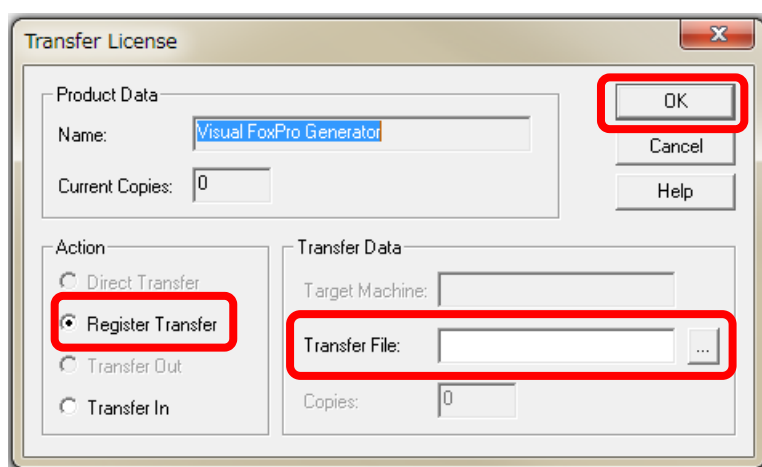 Transfer License
Product Data
Name: Visual FoxPro Generator
Current Copies: 0
OK
Cancel
Help
Action
Direct Transfer
Register Transfer
Transfer Out
Transfer In
Transfer Data
Target Machine:
Transfer File: ...
Copies: 0